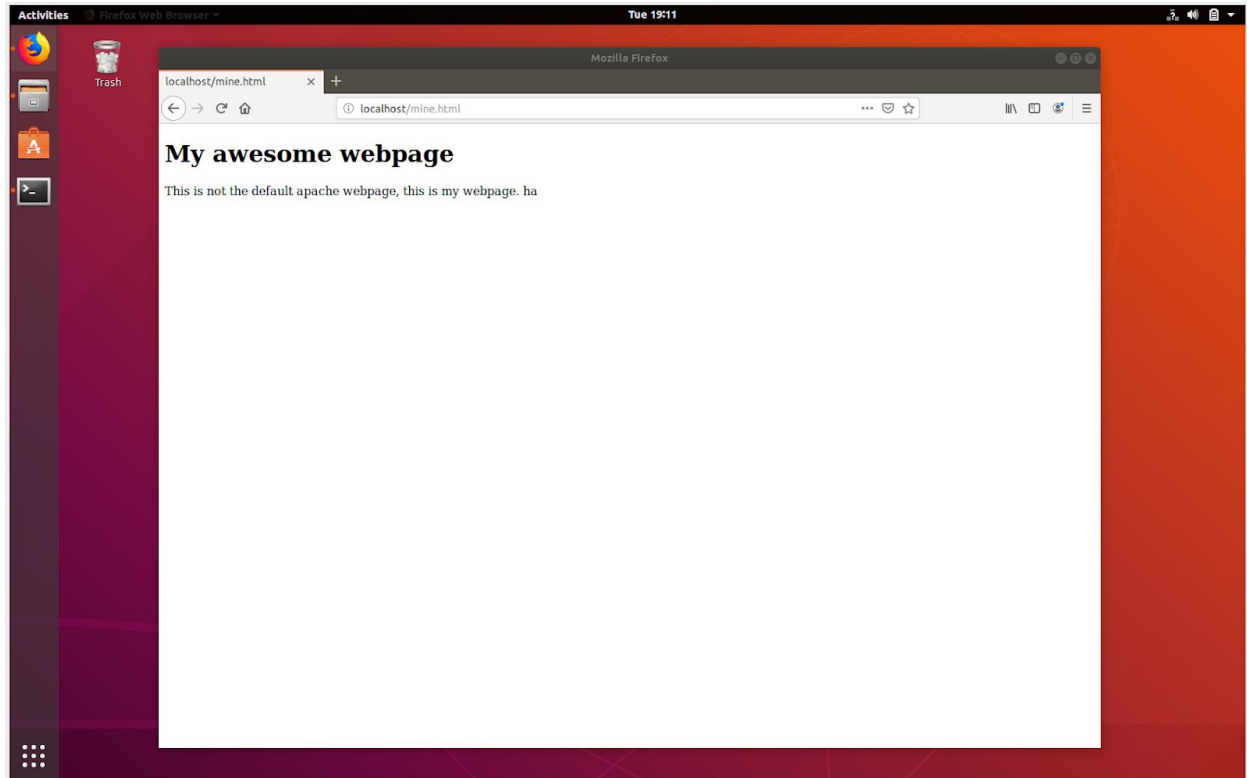 Activities
Firefox Web Browser
Tue 19:11
Trash
Mozilla Firefox
localhost/mine.html
localhost/mine.html
My awesome webpage
This is not the default apache webpage, this is my webpage. ha